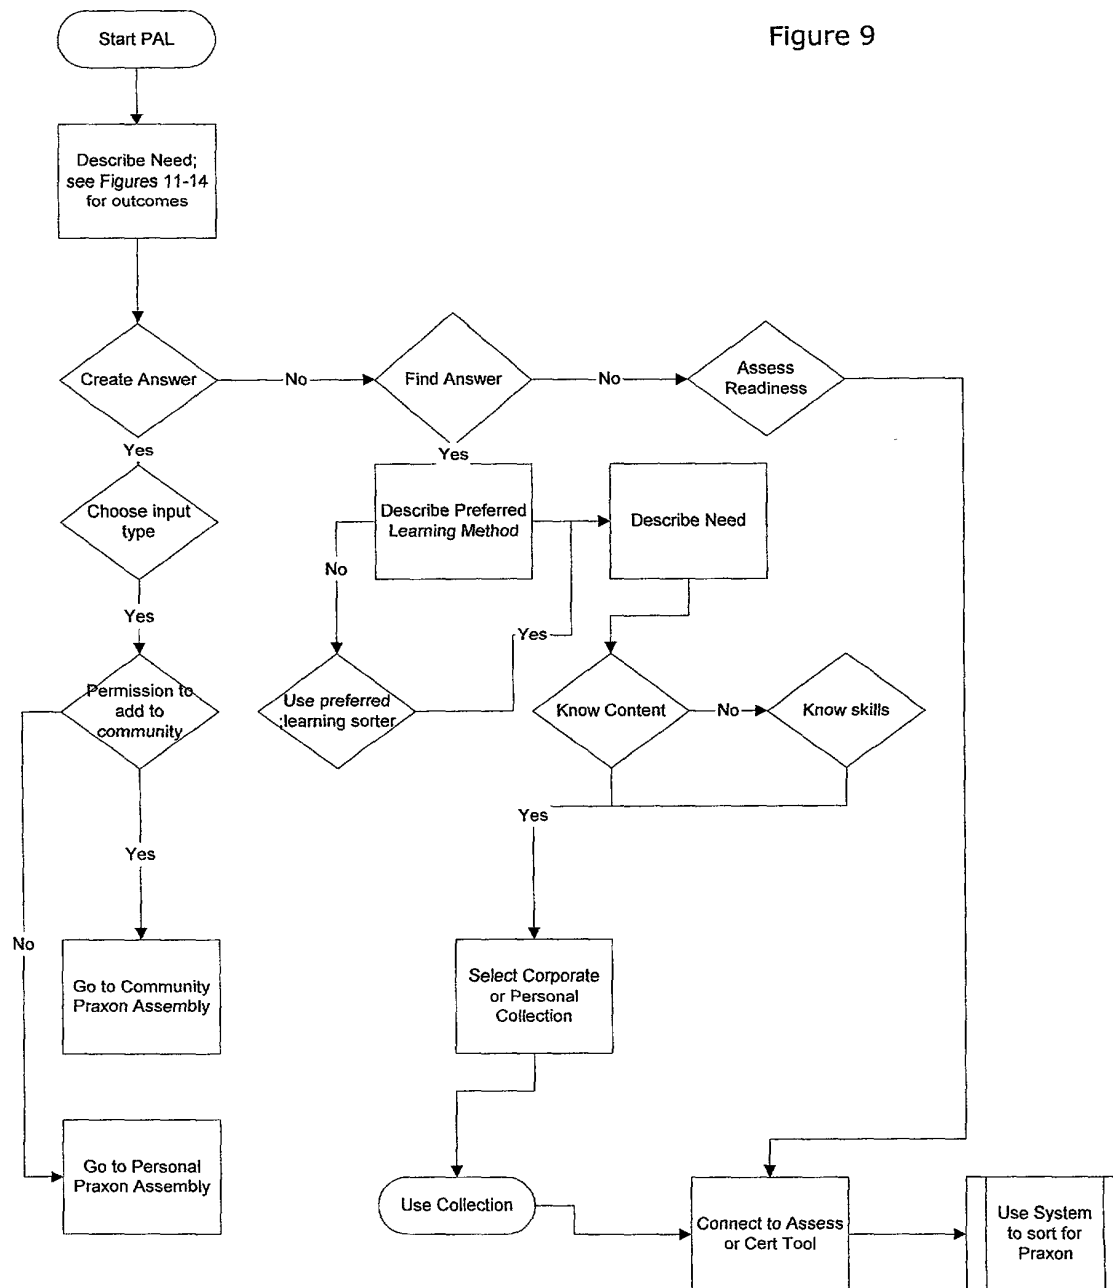 Figure 9
Start PAL
Describe Need;
see Figures 11-14
for outcomes
Create Answer
No
Find Answer
No
Assess
Readiness
Yes
Yes
Choose input
type
Describe Preferred
Learning Method
Describe Need
No
Yes
Yes
Permission to
add to
community
Use preferred
;learning sorter
Know Content
No
Know skills
Yes
Yes
No
Go to Community
Praxon Assembly
Select Corporate
or Personal
Collection
Go to Personal
Praxon Assembly
Use Collection
Connect to Assess
or Cert Tool
Use System
to sort for
Praxon